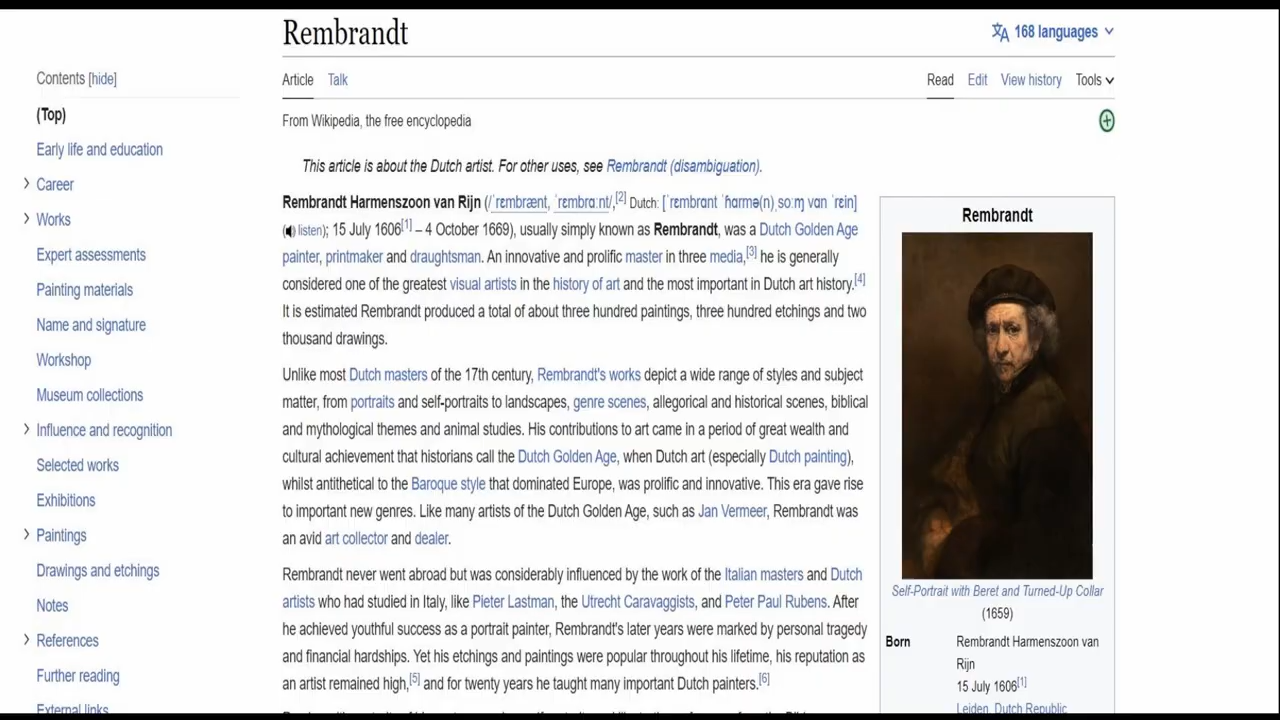 Rembrandt
168 languages
Contents [hide]
Article Talk
Read Edit View history Tools
(Top)
From Wikipedia, the free encyclopedia
Early life and education
Career
Works
Expert assessments
Painting materials
Name and signature
Workshop
Museum collections
Influence and recognition
Selected works
Exhibitions
Paintings
Drawings and etchings
Notes
References
Further reading
External links
This article is about the Dutch artist. For other uses, see Rembrandt (disambiguation).
Rembrandt Harmenszoon van Rijn (/ˈrɛmbrænt, ˈrɛmbrɑːnt/,[2] Dutch: [ˈrɛmbrɑnt ˈɦɑrmə(n)ˌsoːɱ vɑn ˈrɛin]
(listen); 15 July 1606[1] – 4 October 1669), usually simply known as Rembrandt, was a Dutch Golden Age
painter, printmaker and draughtsman. An innovative and prolific master in three media,[3] he is generally
considered one of the greatest visual artists in the history of art and the most important in Dutch art history.[4]
It is estimated Rembrandt produced a total of about three hundred paintings, three hundred etchings and two
thousand drawings.
Unlike most Dutch masters of the 17th century, Rembrandt's works depict a wide range of styles and subject
matter, from portraits and self-portraits to landscapes, genre scenes, allegorical and historical scenes, biblical
and mythological themes and animal studies. His contributions to art came in a period of great wealth and
cultural achievement that historians call the Dutch Golden Age, when Dutch art (especially Dutch painting),
whilst antithetical to the Baroque style that dominated Europe, was prolific and innovative. This era gave rise
to important new genres. Like many artists of the Dutch Golden Age, such as Jan Vermeer, Rembrandt was
an avid art collector and dealer.
Rembrandt never went abroad but was considerably influenced by the work of the Italian masters and Dutch
artists who had studied in Italy, like Pieter Lastman, the Utrecht Caravaggists, and Peter Paul Rubens. After
he achieved youthful success as a portrait painter, Rembrandt's later years were marked by personal tragedy
and financial hardships. Yet his etchings and paintings were popular throughout his lifetime, his reputation as
an artist remained high,[5] and for twenty years he taught many important Dutch painters.[6]
Rembrandt
Self-Portrait with Beret and Turned-Up Collar
(1659)
Born Rembrandt Harmenszoon van
Rijn
15 July 1606[1]
Leiden, Dutch Republic